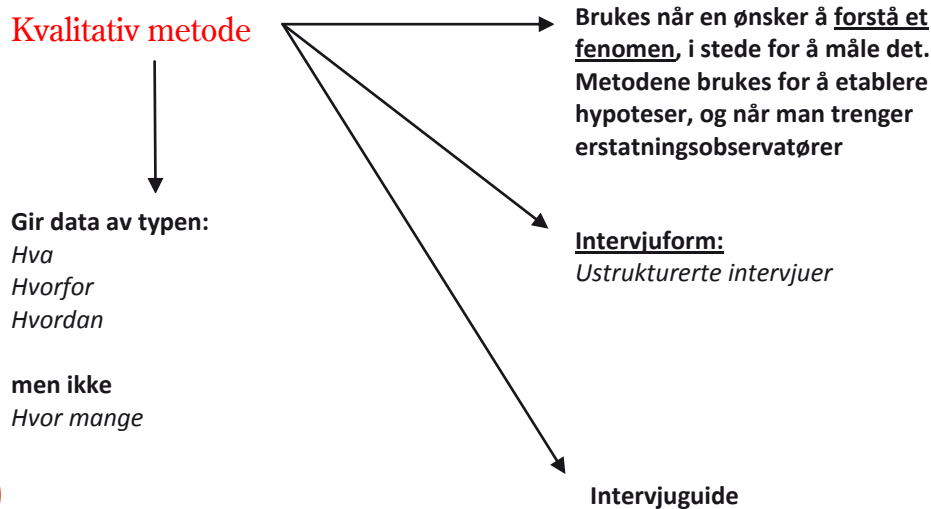 Kvalitativ metode
Brukes når en ønsker å forstå et
fenomen, i stede for å måle det.
Metodene brukes for å etablere
hypoteser, og når man trenger
erstatningsobservatører
Gir data av typen:
Hva
Hvorfor
Hvordan
men ikke
Hvor mange
Intervjuform:
Ustrukturerte intervjuer
Intervjuguide